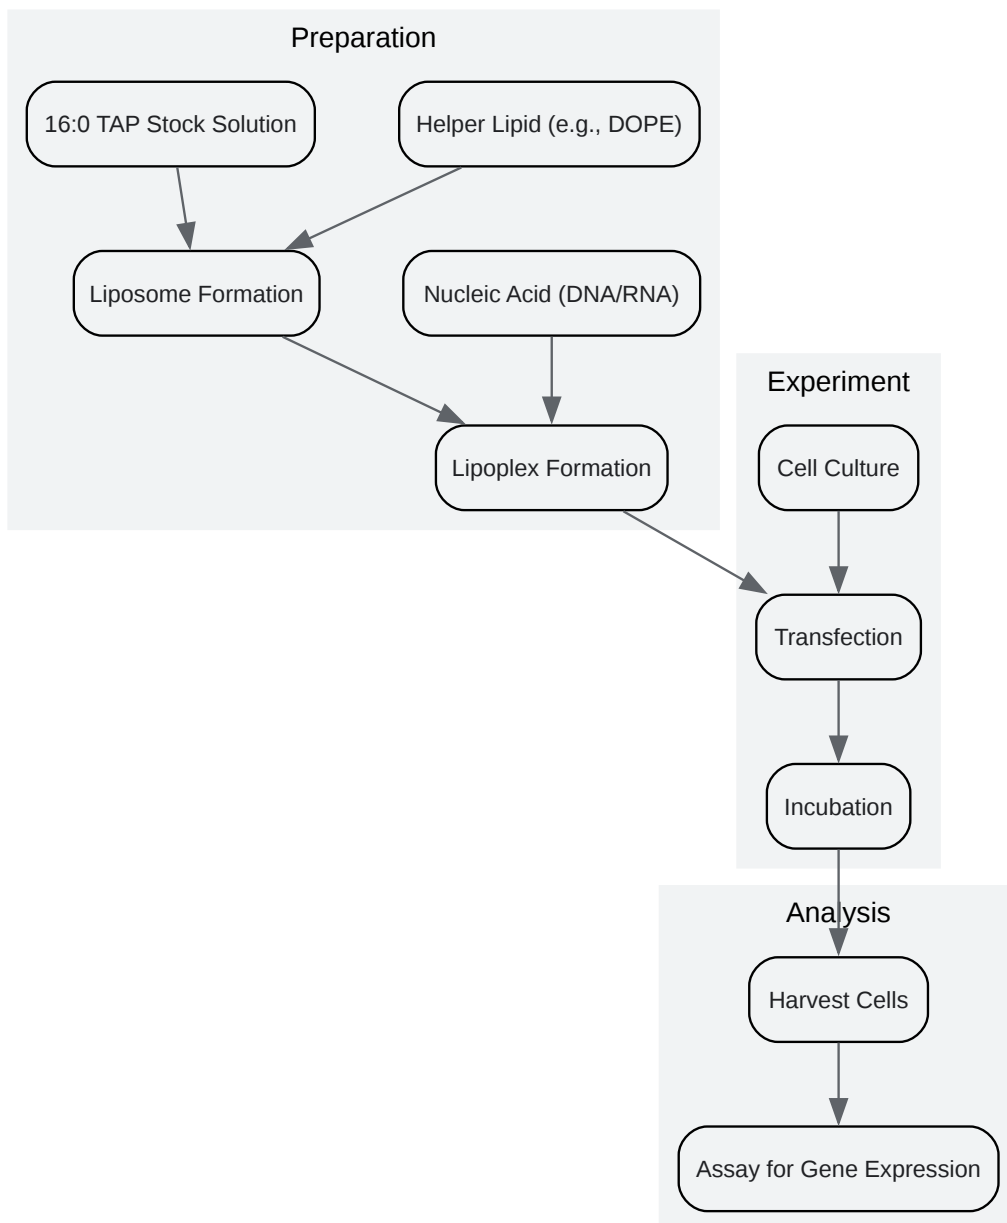 Preparation
16:0 TAP Stock Solution
Helper Lipid (e.g., DOPE)
Liposome Formation
Nucleic Acid (DNA/RNA)
Lipoplex Formation
Experiment
Cell Culture
Transfection
Incubation
Analysis
Harvest Cells
Assay for Gene Expression